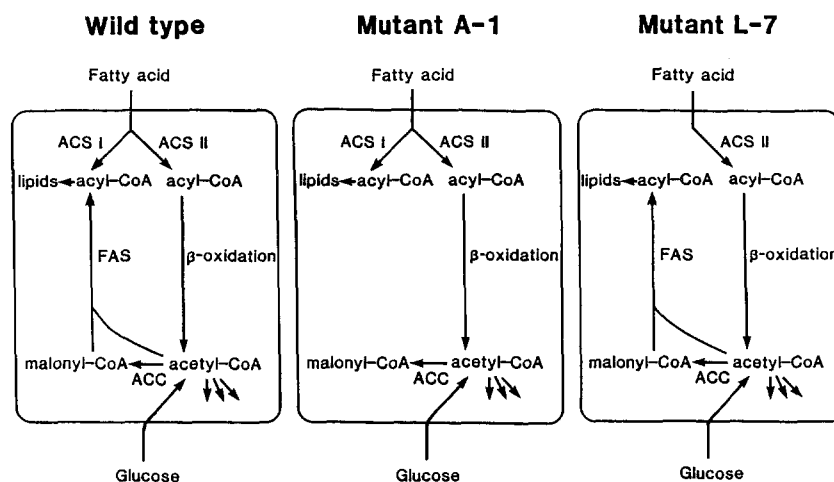 Wild type
Mutant A-1
Mutant L-7
Fatty acid
Fatty acid
Fatty acid
ACS I
ACS II
ACS I
ACS II
ACS II
lipids
acyl-CoA
acyl-CoA
lipids
acyl-CoA
acyl-CoA
lipids
acyl-CoA
acyl-CoA
FAS
β-oxidation
β-oxidation
FAS
β-oxidation
malonyl-CoA
acetyl-CoA
malonyl-CoA
acetyl-CoA
malonyl-CoA
acetyl-CoA
ACC
ACC
ACC
Glucose
Glucose
Glucose